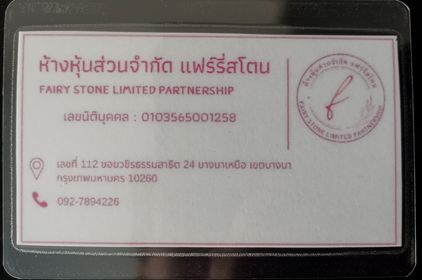 ห้างหุ้นส่วนจำกัด แฟร์รี่สโตน
FAIRY STONE LIMITED PARTNERSHIP
เลขนิติบุคคล : 0103565001258
ห้างหุ้นส่วนจำกัด แฟร์รี่สโตน
f
FAIRY STONE LIMITED PARTNERSHIP
เลขที่ 112 ซอยวชิรธรรมสาธิต 24 บางนาเหนือ เขตบางนา
กรุงเทพมหานคร 10260
092-7894226